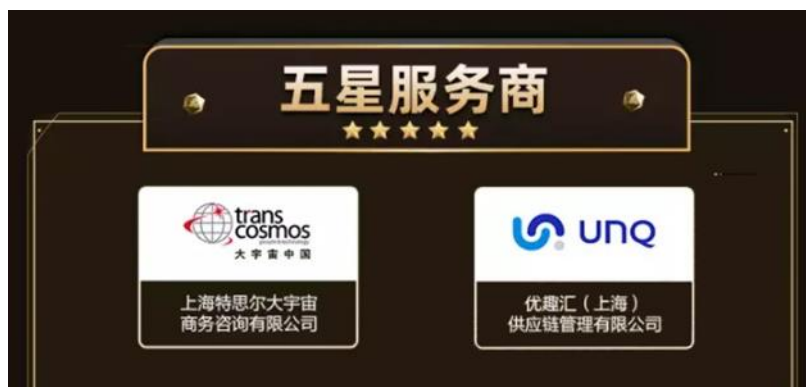 五星服务商
trans
cosmos
people & technology
大宇宙中国
unq
上海特思尔大宇宙
商务咨询有限公司
优趣汇（上海）
供应链管理有限公司